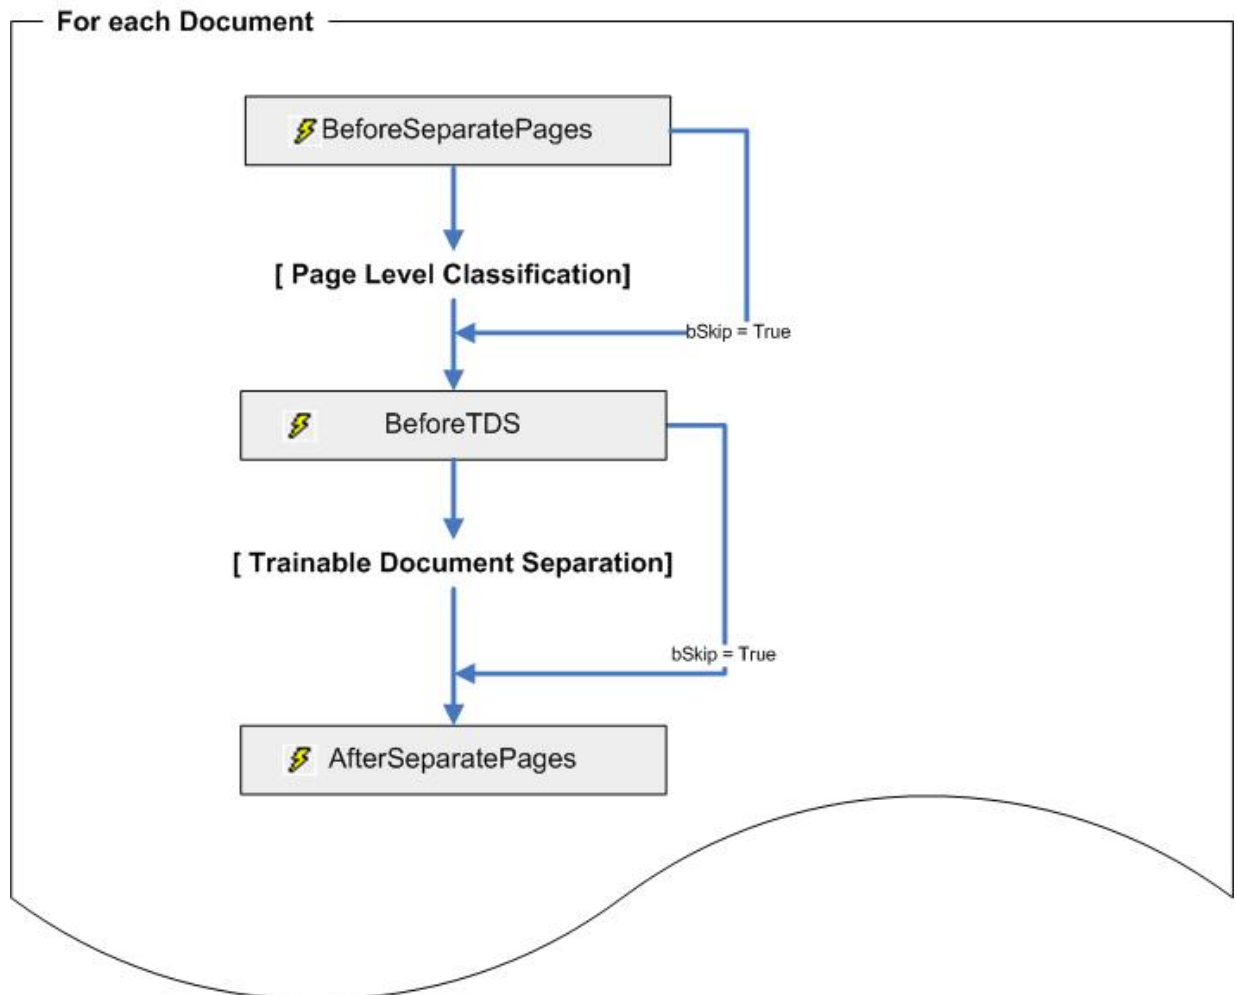 For each Document
BeforeSeparatePages
[ Page Level Classification]
bSkip = True
BeforeTDS
[ Trainable Document Separation]
bSkip = True
AfterSeparatePages